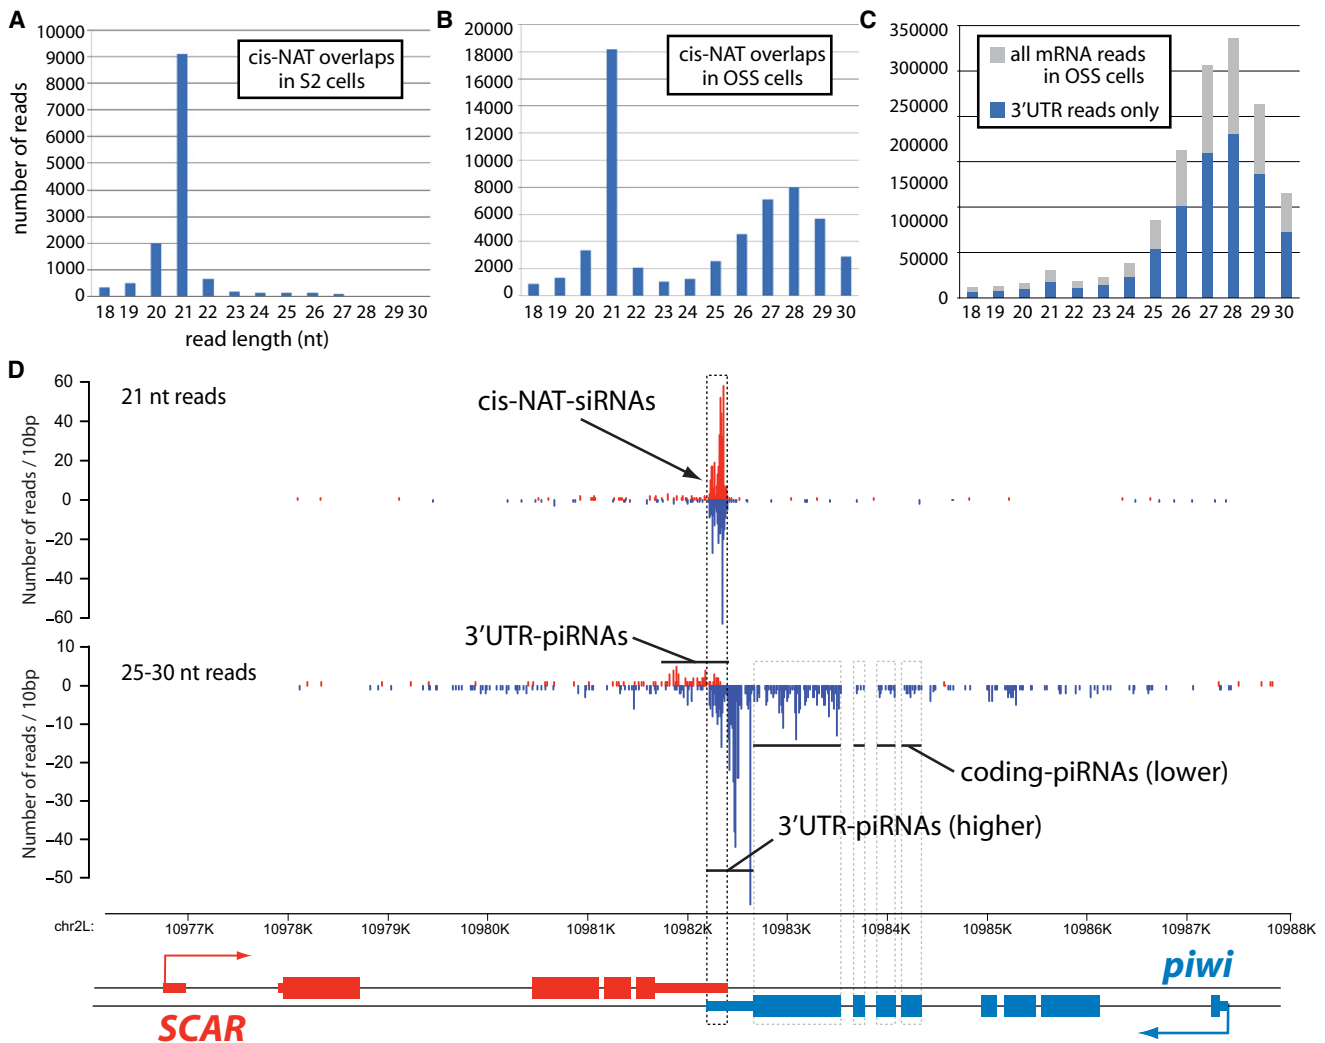 A
10000
9000
8000
7000
6000
5000
4000
3000
2000
1000
0
number of reads
cis-NAT overlaps
in S2 cells
18 19 20 21 22 23 24 25 26 27 28 29 30
read length (nt)
B
20000
18000
16000
14000
12000
10000
8000
6000
4000
2000
0
cis-NAT overlaps
in OSS cells
18 19 20 21 22 23 24 25 26 27 28 29 30
C
350000
300000
250000
200000
150000
100000
50000
0
all mRNA reads
in OSS cells
3'UTR reads only
18 19 20 21 22 23 24 25 26 27 28 29 30
D
60
40
20
0
−20
−40
−60
Number of reads / 10bp
21 nt reads
cis-NAT-siRNAs
10
0
−10
−20
−30
−40
−50
Number of reads / 10bp
25-30 nt reads
3'UTR-piRNAs
coding-piRNAs (lower)
3'UTR-piRNAs (higher)
chr2L:
10977K 10978K 10979K 10980K 10981K 10982K 10983K 10984K 10985K 10986K 10987K 10988K
piwi
SCAR